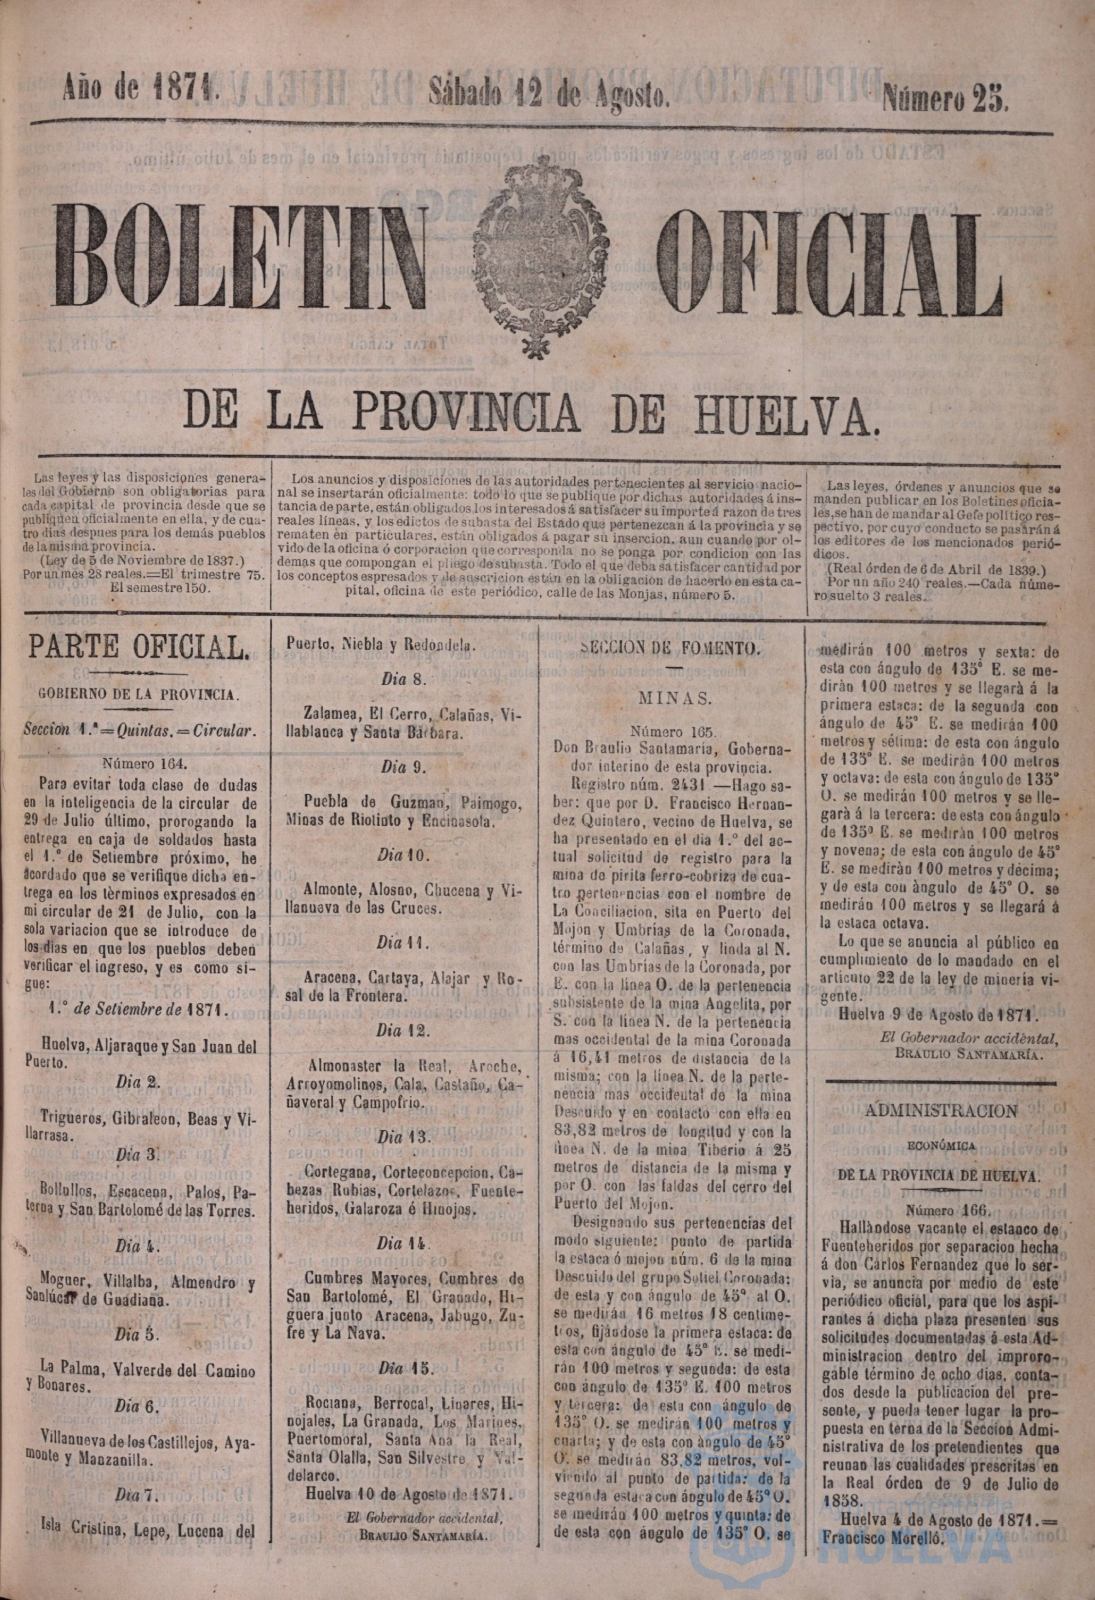 Año de 1871.
Sábado 12 de Agosto.
Número 25.
BOLETIN OFICIAL
DE LA PROVINCIA DE HUELVA.
Las leyes y las disposiciones genera-
les del Gobierno son obligatorias para
cada capital de provincia desde que se
publiquen oficialmente en ella, y de cua-
tro dias despues para los demás pueblos
de la misma provincia.
(Ley de 5 de Noviembre de 1837.)
Por un mes 28 reales.=El trimestre 75.
El semestre 150.
Los anuncios y disposiciones de las autoridades pertenecientes al servicio nacio-
nal se insertarán oficialmente: todo lo que se publique por dichas autoridades á ins-
tancia de parte, están obligados los interesados á satisfacer su importe á razon de tres
reales líneas, y los edictos de subasta del Estado que pertenezcan á la provincia y se
rematen en particulares, están obligados á pagar su insercion, aun cuando por ol-
vido de la oficina ó corporacion que corresponda no se ponga por condicion con las
demas que compongan el pliego de subasta. Todo el que deba satisfacer cantidad por
los conceptos espresados y de suscricion están en la obligacion de hacerlo en esta ca-
pital, oficina de este periódico, calle de las Monjas, número 5.
Las leyes, órdenes y anuncios que se
manden publicar en los Boletines oficia-
les, se han de mandar al Gefe político res-
pectivo, por cuyo conducto se pasarán á
los editores de los mencionados perió-
dicos.
(Real órden de 6 de Abril de 1839.)
Por un año 240 reales.—Cada núme-
ro suelto 3 reales.
PARTE OFICIAL.
GOBIERNO DE LA PROVINCIA.
Seccion 1.ª=Quintas.=Circular.
Número 164.
Para evitar toda clase de dudas
en la inteligencia de la circular de
29 de Julio último, prorogando la
entrega en caja de soldados hasta
el 1.º de Setiembre próximo, he
acordado que se verifique dicha en-
trega en los términos expresados en
mi circular de 21 de Julio, con la
sola variacion que se introduce de
los dias en que los pueblos deben
verificar el ingreso, y es como si-
gue:
1.º de Setiembre de 1871.
Huelva, Aljaraque y San Juan del
Puerto.
Dia 2.
Trigueros, Gibraleon, Beas y Vi-
llarrasa.
Dia 3.
Bollullos, Escacena, Palos, Pa-
terna y San Bartolomé de las Torres.
Dia 4.
Moguer, Villalba, Almendro y
Sanlúcar de Guadiana.
Dia 5.
La Palma, Valverde del Camino
y Bonares.
Dia 6.
Villanueva de los Castillejos, Aya-
monte y Manzanilla.
Dia 7.
Isla Cristina, Lepe, Lucena del
Puerto, Niebla y Redondela.
Dia 8.
Zalamea, El Cerro, Calañas, Vi-
llablanca y Santa Bárbara.
Dia 9.
Puebla de Guzman, Paimogo,
Minas de Riotinto y Encinasola.
Dia 10.
Almonte, Alosno, Chucena y Vi-
llanueva de las Cruces.
Dia 11.
Aracena, Cartaya, Alajar y Ro-
sal de la Frontera.
Dia 12.
Almonaster la Real, Aroche,
Arroyomolinos, Cala, Castaño, Ca-
ñaveral y Campofrio.
Dia 13.
Cortegana, Corteconcepcion, Ca-
bezas Rubias, Cortelazor, Fuente-
heridos, Galaroza é Hinojos.
Dia 14.
Cumbres Mayores, Cumbres de
San Bartolomé, El Granado, Hi-
guera junto Aracena, Jabugo, Zu-
fre y La Nava.
Dia 15.
Rociana, Berrocal, Linares, Hi-
nojales, La Granada, Los Marines,
Puertomoral, Santa Ana la Real,
Santa Olalla, San Silvestre y Val-
delarco.
Huelva 10 de Agosto de 1871.
El Gobernador accidental,
BRAULIO SANTAMARÍA.
SECCION DE FOMENTO.
MINAS.
Número 165.
Don Braulio Santamaría, Goberna-
dor interino de esta provincia.
Registro núm. 2431 —Hago sa-
ber: que por D. Francisco Hernan-
dez Quintero, vecino de Huelva, se
ha presentado en el dia 1.º del ac-
tual solicitud de registro para la
mina de pirita ferro-cobriza de cua-
tro pertenencias con el nombre de
La Conciliacion, sita en Puerto del
Mojon y Umbrias de la Coronada,
término de Calañas, y linda al N.
con las Umbrias de la Coronada, por
E. con la línea O. de la pertenencia
subsistente de la mina Angelita, por
S. con la línea N. de la pertenencia
mas occidental de la mina Coronada
á 16,41 metros de distancia de la
misma; con la línea N. de la perte-
nencia mas occidental de la mina
Descuido y en contacto con ella en
83,82 metros de longitud y con la
línea N. de la mina Tiberio á 25
metros de distancia de la misma y
por O. con las faldas del cerro del
Puerto del Mojon.
Designando sus pertenencias del
modo siguiente: punto de partida
la estaca ó mojon núm. 6 de la mina
Descuido del grupo Sotiel Coronada:
de esta y con ángulo de 45º al O.
se medirán 16 metros 18 centíme-
tros, fijándose la primera estaca: de
esta con ángulo de 45º E. se medi-
rán 100 metros y segunda: de esta
con ángulo de 135º E. 100 metros
y tercera: de esta con ángulo de
135º O. se medirán 100 metros y
cuarta; y de esta con ángulo de 45º
O. se medirán 83,82 metros, vol-
viendo al punto de partida: de la
segunda estaca con ángulo de 45º O.
se medirán 100 metros y quinta: de
de esta con ángulo de 135º O. se
medirán 100 metros y sexta: de
esta con ángulo de 135º E. se me-
dirán 100 metros y se llegará á la
primera estaca: de la segunda con
ángulo de 45º E. se medirán 100
metros y sétima: de esta con ángulo
de 135º E. se medirán 100 metros
y octava: de esta con ángulo de 135º
O. se medirán 100 metros y se lle-
gará á la tercera: de esta con ángulo
de 135º E. se medirán 100 metros
y novena; de esta con ángulo de 45º
E. se medirán 100 metros y décima;
y de esta con ángulo de 45º O. se
medirán 100 metros y se llegará á
la estaca octava.
Lo que se anuncia al público en
cumplimiento de lo mandado en el
artículo 22 de la ley de minería vi-
gente.
Huelva 9 de Agosto de 1871.
El Gobernador accidental,
BRAULIO SANTAMARÍA.
ADMINISTRACION
ECONÓMICA
DE LA PROVINCIA DE HUELVA.
Número 166.
Hallándose vacante el estanco de
Fuenteheridos por separacion hecha
á don Cárlos Fernandez que lo ser-
via, se anuncia por medio de este
periódico oficial, para que los aspi-
rantes á dicha plaza presenten sus
solicitudes documentadas á esta Ad-
ministracion dentro del improro-
gable término de ocho dias, conta-
dos desde la publicacion del pre-
sente, y pueda tener lugar la pro-
puesta en terna de la Seccion Admi-
nistrativa de los pretendientes que
reunan las cualidades prescritas en
la Real órden de 9 de Julio de
1858.
Huelva 4 de Agosto de 1871.=
Francisco Morelló.
HUELVA